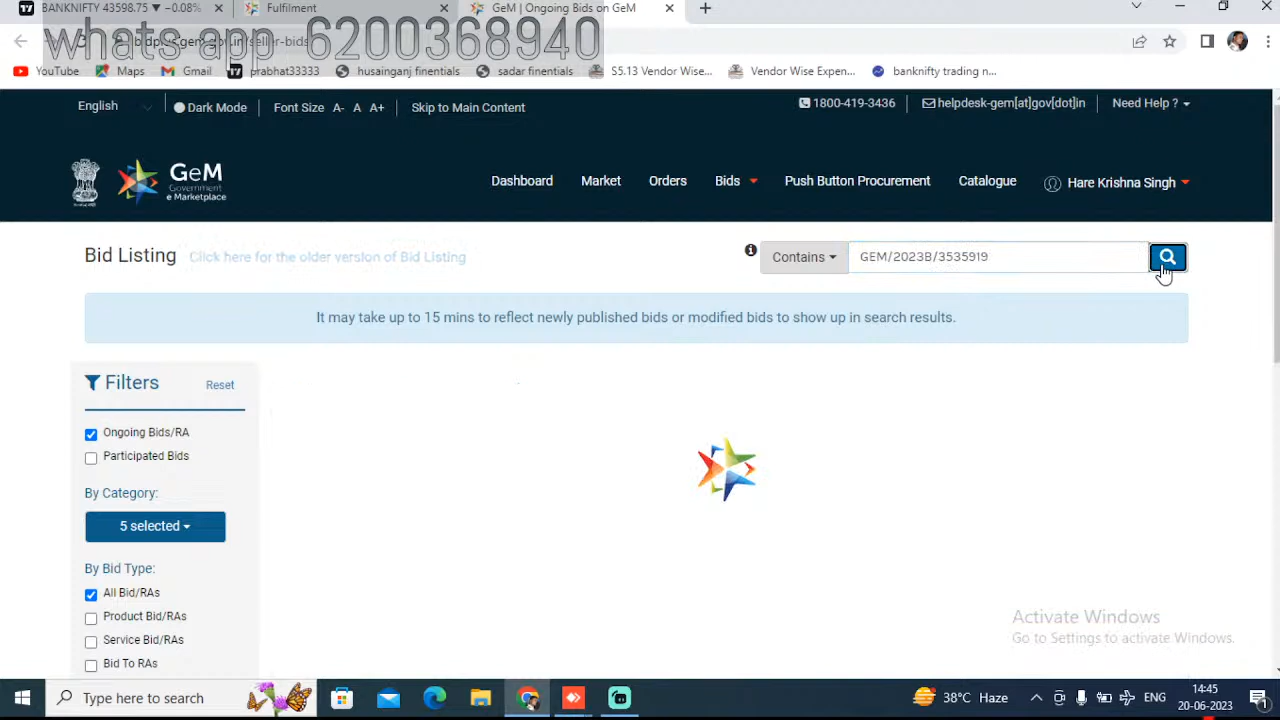 BANKNIFTY 43598.75 ▼ −0.08%
Fulfilment
GeM | Ongoing Bids on GeM
whats app 6200368940
YouTube Maps Gmail prabhat33333 husainganj finentials sadar finentials S5.13 Vendor Wise... Vendor Wise Expen... banknifty trading n...
English Dark Mode Font Size A- A A+ Skip to Main Content 1800-419-3436 helpdesk-gem[at]gov[dot]in Need Help ?
GeM
Government
e Marketplace
Dashboard Market Orders Bids Push Button Procurement Catalogue Hare Krishna Singh
Bid Listing Click here for the older version of Bid Listing Contains GEM/2023B/3535919
It may take up to 15 mins to reflect newly published bids or modified bids to show up in search results.
Filters Reset
Ongoing Bids/RA
Participated Bids
By Category:
5 selected
By Bid Type:
All Bid/RAs
Product Bid/RAs
Service Bid/RAs
Bid To RAs
Activate Windows
Go to Settings to activate Windows.
Type here to search 38°C Haze ENG 14:45
20-06-2023